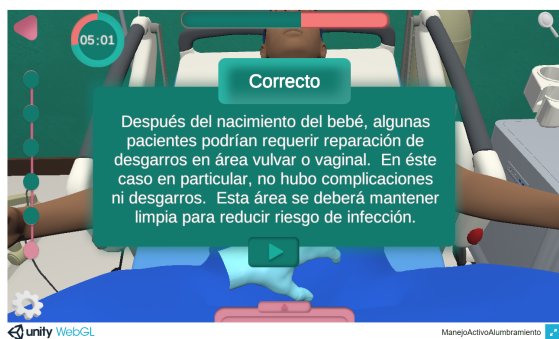 05:01
Correcto
Después del nacimiento del bebé, algunas
pacientes podrían requerir reparación de
desgarros en área vulvar o vaginal. En éste
caso en particular, no hubo complicaciones
ni desgarros. Esta área se deberá mantener
limpia para reducir riesgo de infección.
unity WebGL
ManejoActivoAlumbramiento